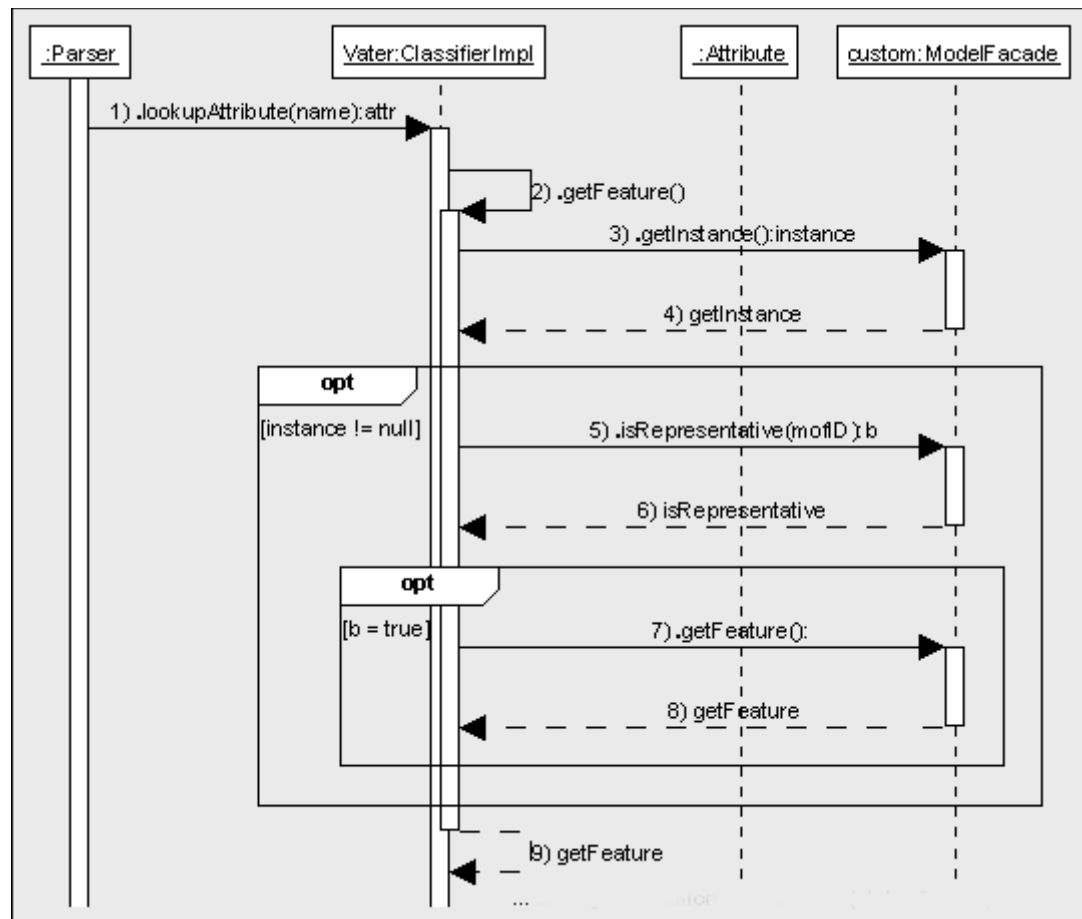 :Parser
Vater:ClassifierImpl
:Attribute
custom:ModelFacade
1) .lookupAttribute(name):attr
2) .getFeature()
3) .getInstance():instance
4) getInstance
opt
[instance != null]
5) .isRepresentative(mofID):b
6) isRepresentative
opt
[b = true]
7) .getFeature():
8) getFeature
9) getFeature
...